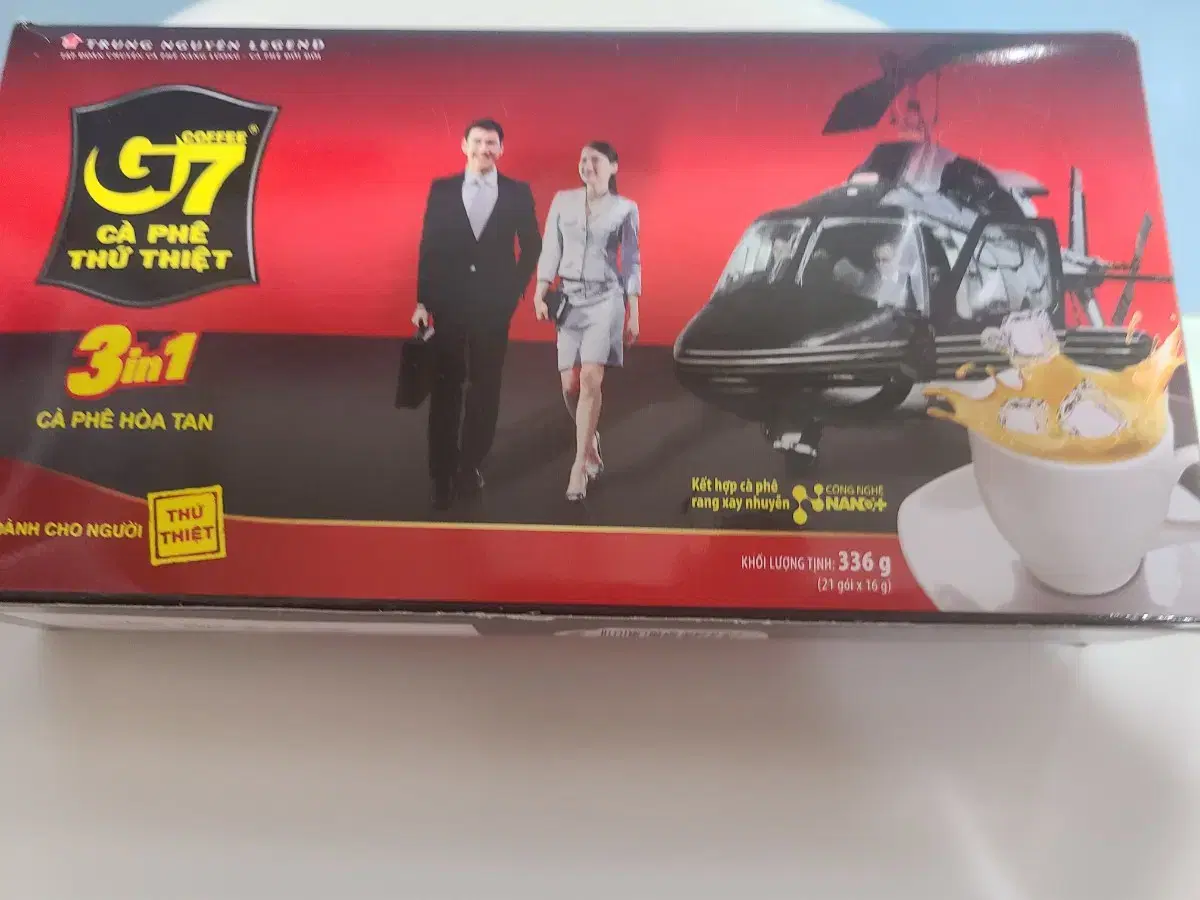 TRUNG NGUYÊN LEGEND
COFFEE
G7
CÀ PHÊ
THỨ THIỆT
3in1
CÀ PHÊ HÒA TAN
DÀNH CHO NGƯỜI
THỨ
THIỆT
Kết hợp cà phê
rang xay nhuyễn
CÔNG NGHỆ
NANO+
KHỐI LƯỢNG TỊNH: 336 g
(21 gói x 16 g)